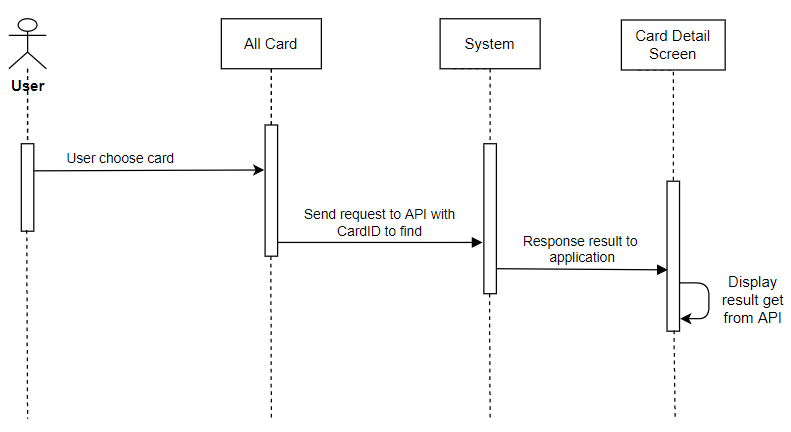 User
All Card
System
Card Detail
Screen
User choose card
Send request to API with
CardID to find
Response result to
application
Display
result get
from API